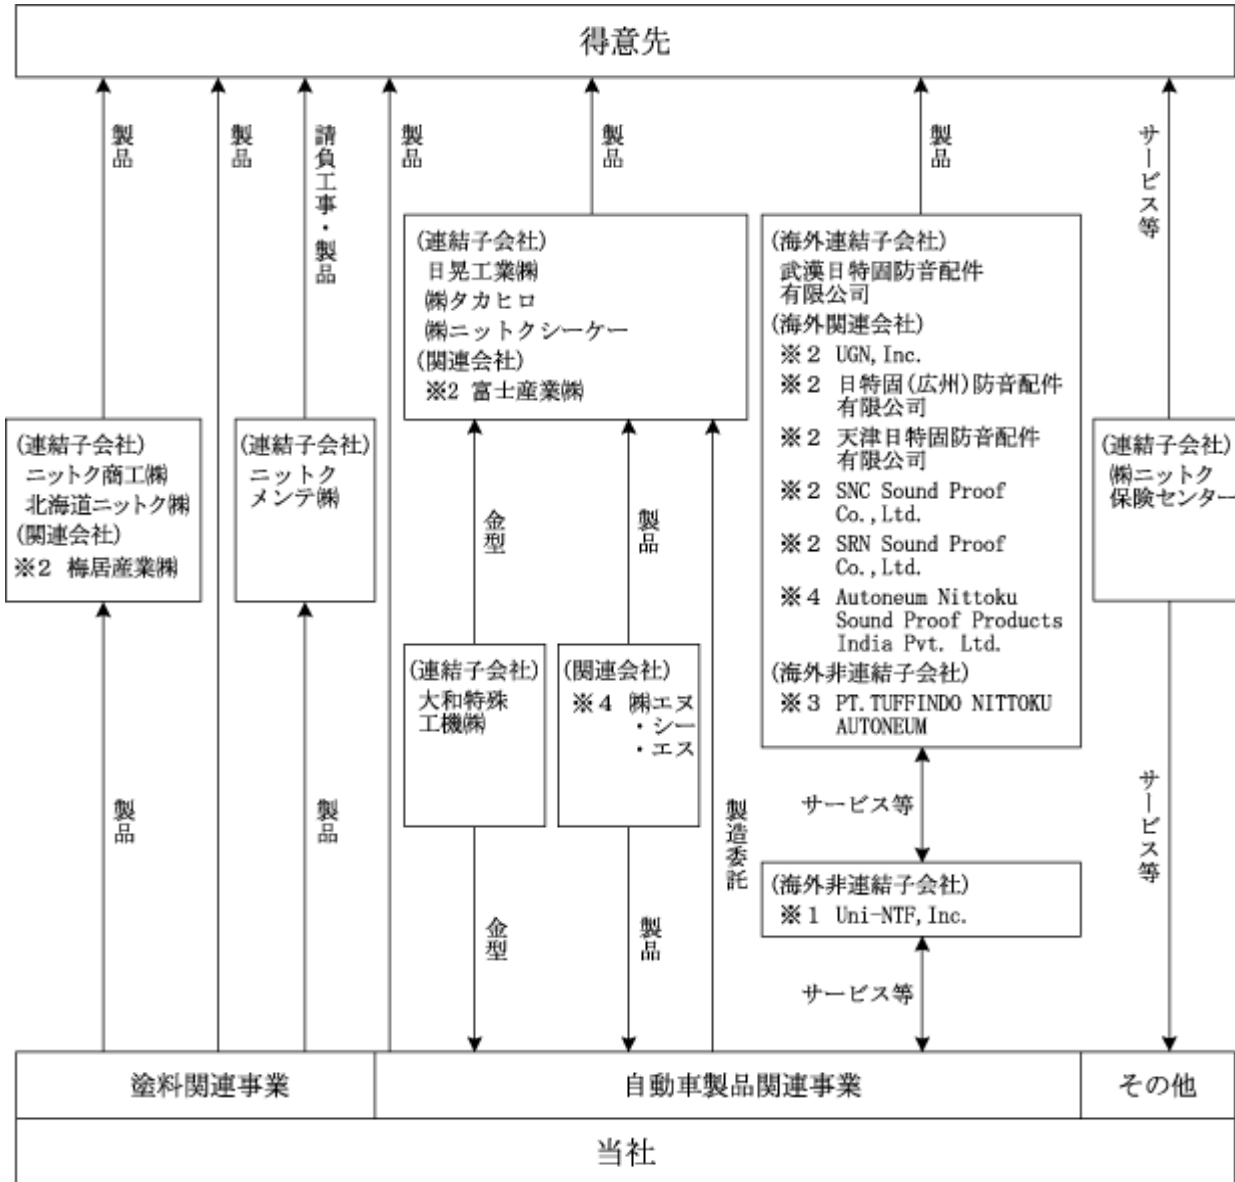 得意先
製品
製品
請負工事・製品
製品
製品
製品
サービス等
(連結子会社)
日晃工業㈱
㈱タカヒロ
㈱ニットクシーケー
(関連会社)
※2 富士産業㈱
(海外連結子会社)
武漢日特固防音配件
有限公司
(海外関連会社)
※2 UGN,Inc.
※2 日特固(広州)防音配件
有限公司
※2 天津日特固防音配件
有限公司
※2 SNC Sound Proof
Co.,Ltd.
※2 SRN Sound Proof
Co.,Ltd.
※4 Autoneum Nittoku
Sound Proof Products
India Pvt. Ltd.
(海外非連結子会社)
※3 PT.TUFFINDO NITTOKU
AUTONEUM
(連結子会社)
ニットク商工㈱
北海道ニットク㈱
(関連会社)
※2 梅居産業㈱
(連結子会社)
ニットク
メンテ㈱
(連結子会社)
㈱ニットク
保険センター
金型
製品
(連結子会社)
大和特殊
工機㈱
(関連会社)
※4 ㈱エヌ
・シー
・エス
製品
製品
製造委託
サービス等
サービス等
(海外非連結子会社)
※1 Uni-NTF,Inc.
金型
製品
サービス等
塗料関連事業
自動車製品関連事業
その他
当社